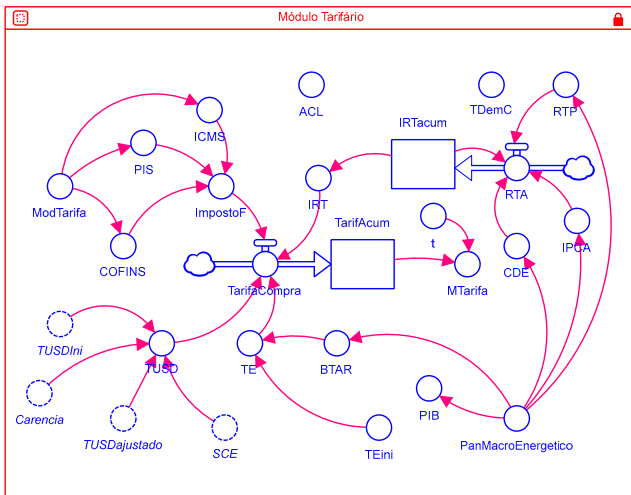 Módulo Tarifário
ACL
TDemC
RTP
ICMS
IRTacum
PIS
ModTarifa
ImpostoF
IRT
RTA
TarifAcum
t
IPCA
COFINS
CDE
TarifaCompra
MTarifa
TUSDIni
TUSD
TE
BTAR
Carencia
PIB
TUSDajustado
SCE
TEini
PanMacroEnergetico